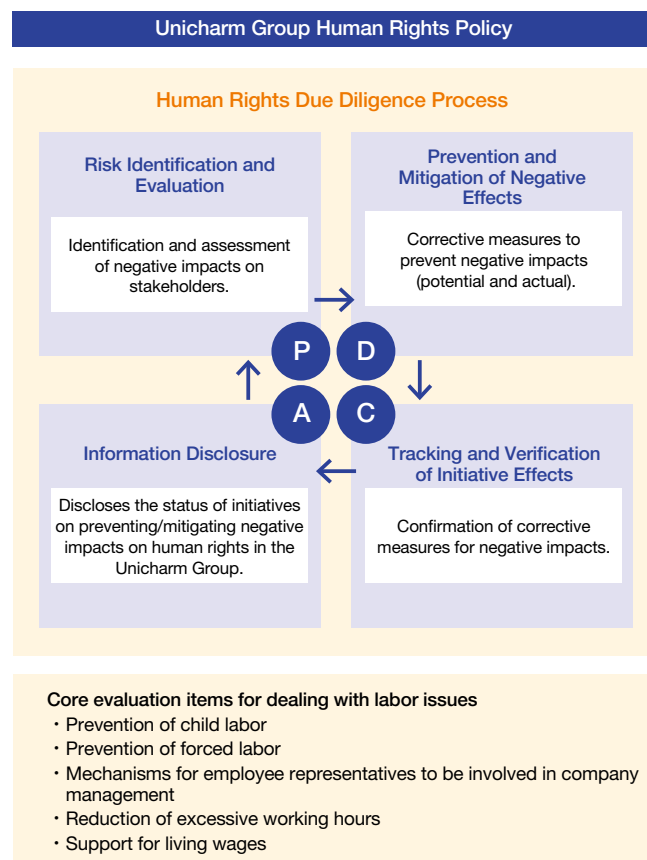 Unicharm Group Human Rights Policy
Human Rights Due Diligence Process
Risk Identification and
Evaluation
Identification and assessment
of negative impacts on
stakeholders.
Prevention and
Mitigation of Negative
Effects
Corrective measures to
prevent negative impacts
(potential and actual).
P
D
A
C
Information Disclosure
Discloses the status of initiatives
on preventing/mitigating negative
impacts on human rights in the
Unicharm Group.
Tracking and Verification
of Initiative Effects
Confirmation of corrective
measures for negative impacts.
Core evaluation items for dealing with labor issues
・Prevention of child labor
・Prevention of forced labor
・Mechanisms for employee representatives to be involved in company
management
・Reduction of excessive working hours
・Support for living wages